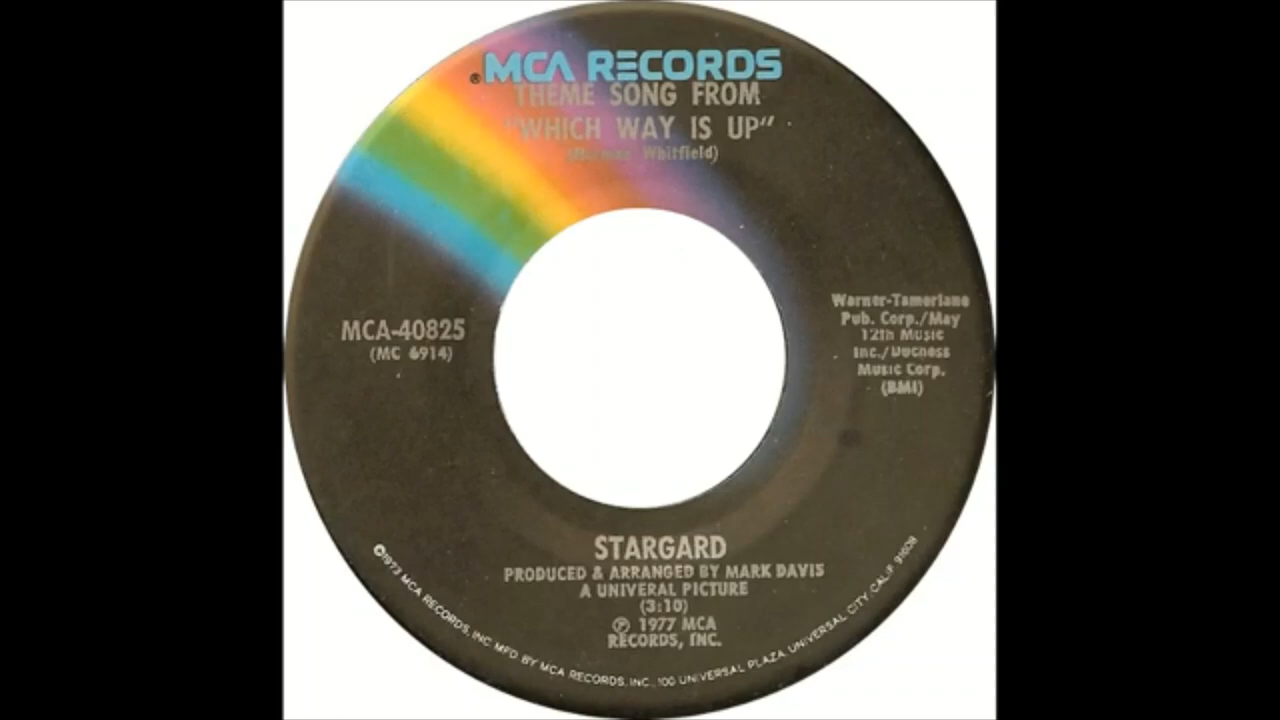 ®MCA RECORDS
THEME SONG FROM
"WHICH WAY IS UP"
(Norman Whitfield)
MCA-40825
(MC 6914)
Warner-Tamerlane
Pub. Corp./May
12th Music
Inc./Duchess
Music Corp.
(BMI)
STARGARD
PRODUCED & ARRANGED BY MARK DAVIS
A UNIVERAL PICTURE
(3:10)
℗ 1977 MCA
RECORDS, INC.
©1973 MCA RECORDS, INC. MFD BY MCA RECORDS, INC., 100 UNIVERSAL PLAZA, UNIVERSAL CITY, CALIF. 91608